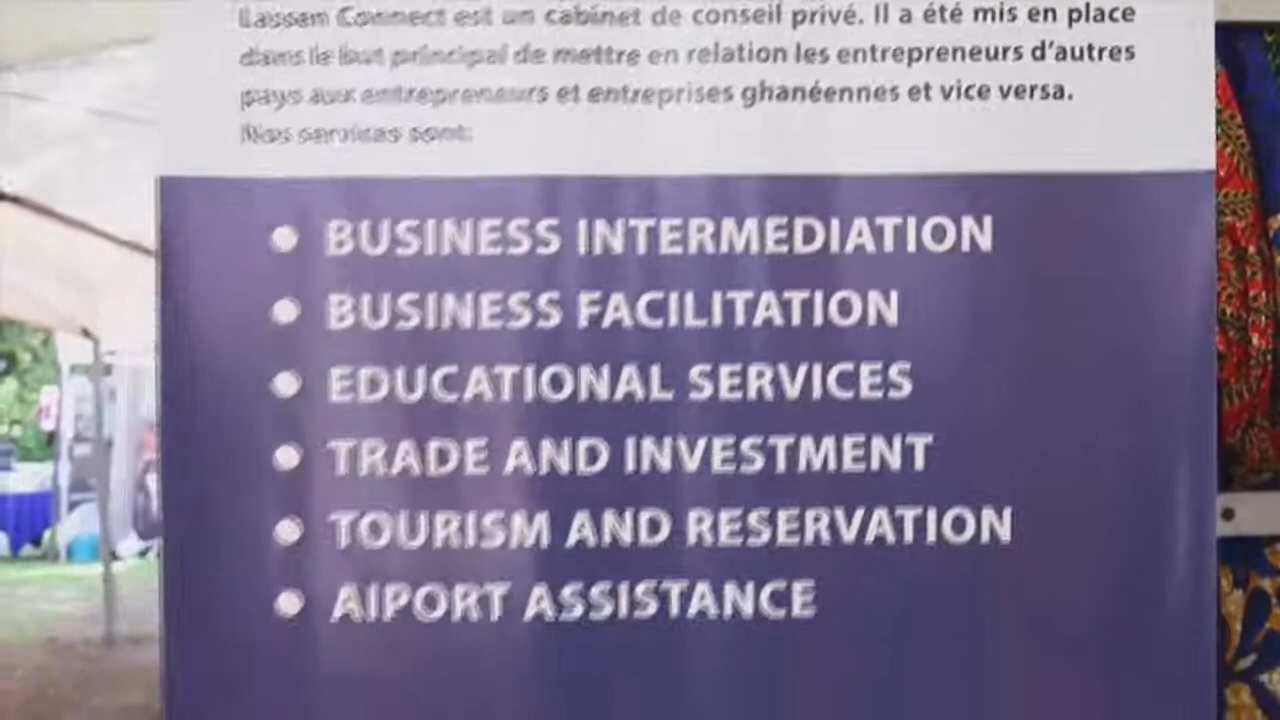 Lassem Connect est un cabinet de conseil privé. Il a été mis en place
dans le but principal de mettre en relation les entrepreneurs d'autres
pays aux entrepreneurs et entreprises ghanéennes et vice versa.
Nos services sont:
• BUSINESS INTERMEDIATION
• BUSINESS FACILITATION
• EDUCATIONAL SERVICES
• TRADE AND INVESTMENT
• TOURISM AND RESERVATION
• AIPORT ASSISTANCE